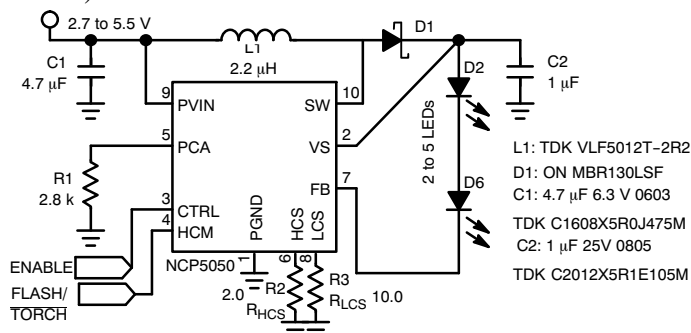 2.7 to 5.5 V
L1
2.2 μH
D1
C1
4.7 μF
C2
1 μF
D2
9
PVIN
10
SW
5
PCA
2
VS
2 to 5 LEDs
L1: TDK VLF5012T-2R2
D1: ON MBR130LSF
C1: 4.7 μF 6.3 V 0603
TDK C1608X5R0J475M
C2: 1 μF 25V 0805
TDK C2012X5R1E105M
R1
2.8 k
7
FB
D6
3
CTRL
4
HCM
PGND
HCS
LCS
ENABLE
NCP5050
1
6
8
FLASH/
TORCH
2.0
R2
RHCS
R3
RLCS
10.0